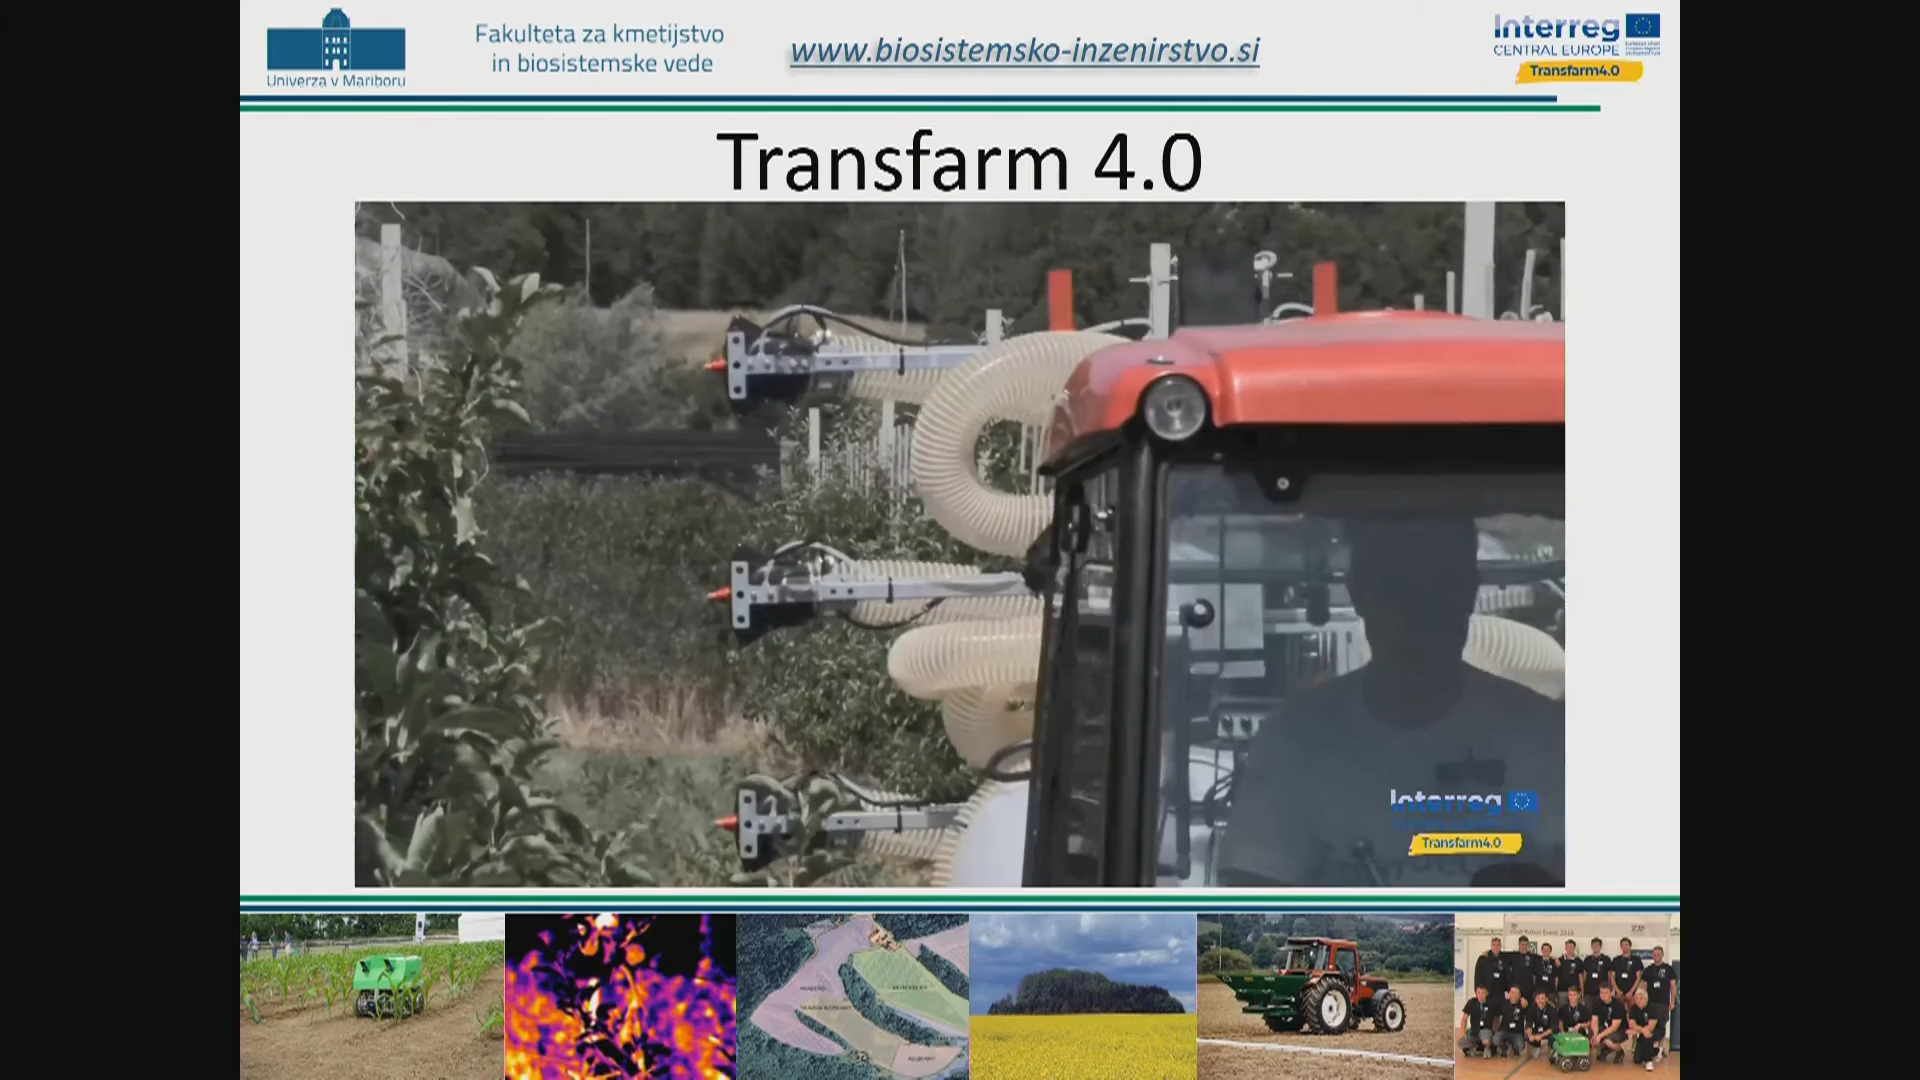 Univerza v Mariboru
Fakulteta za kmetijstvo
in biosistemske vede
www.biosistemsko-inzenirstvo.si
Interreg
CENTRAL EUROPE
Transfarm4.0
Transfarm 4.0
Interreg
Transfarm4.0